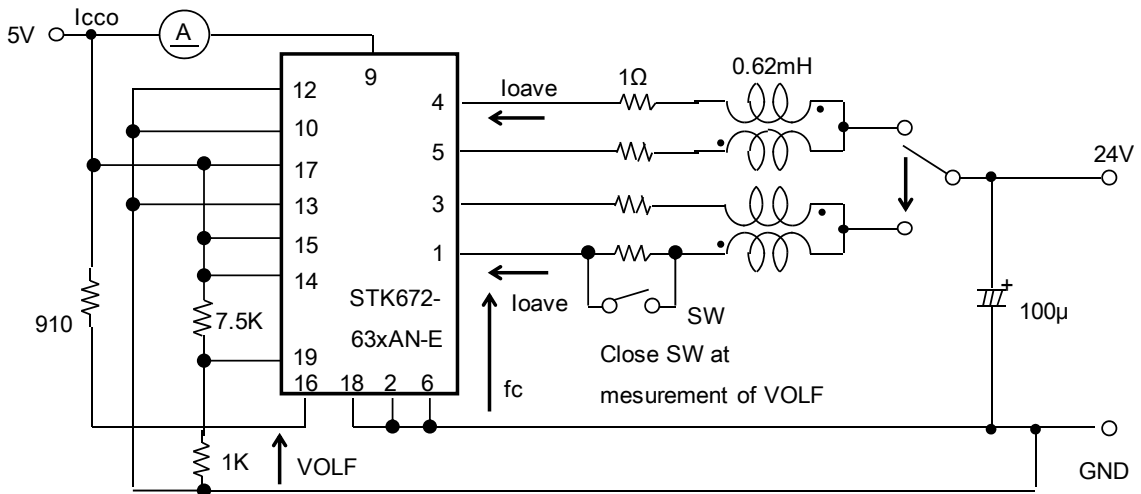 Icco
5V
A
9
12
10
17
13
15
14
19
16
18
2
6
4
5
3
1
STK672-
63xAN-E
Ioave
1Ω
0.62mH
24V
Ioave
SW
Close SW at
mesurement of VOLF
fc
+
100µ
910
7.5K
1K
VOLF
GND